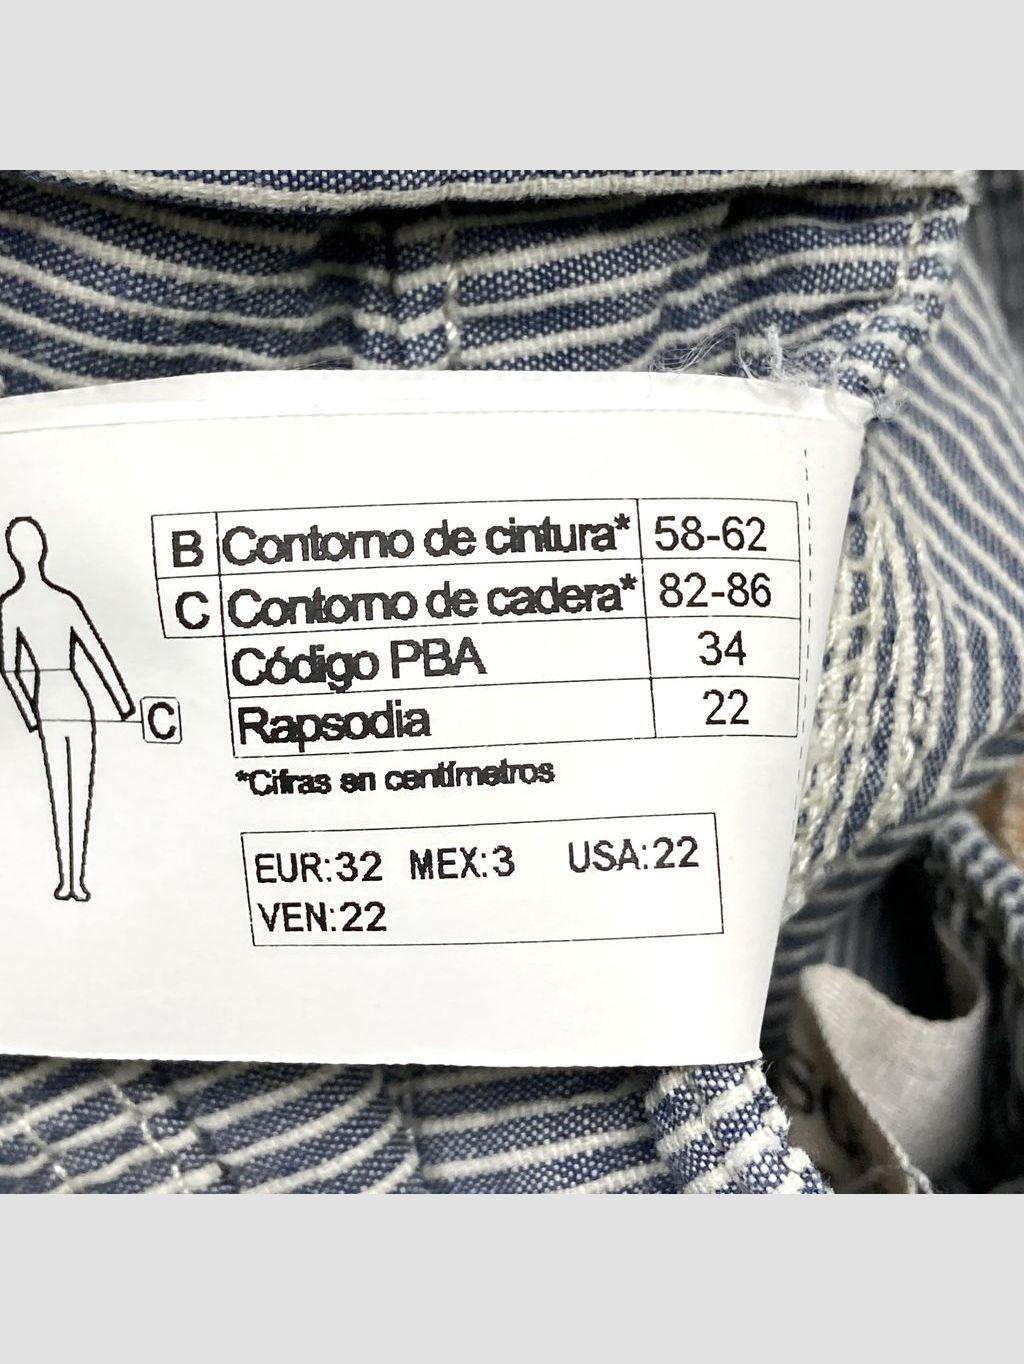 B Contorno de cintura* 58-62
C Contorno de cadera* 82-86
Código PBA 34
Rapsodia 22
*Cifras en centímetros
C
EUR:32 MEX:3 USA:22
VEN:22